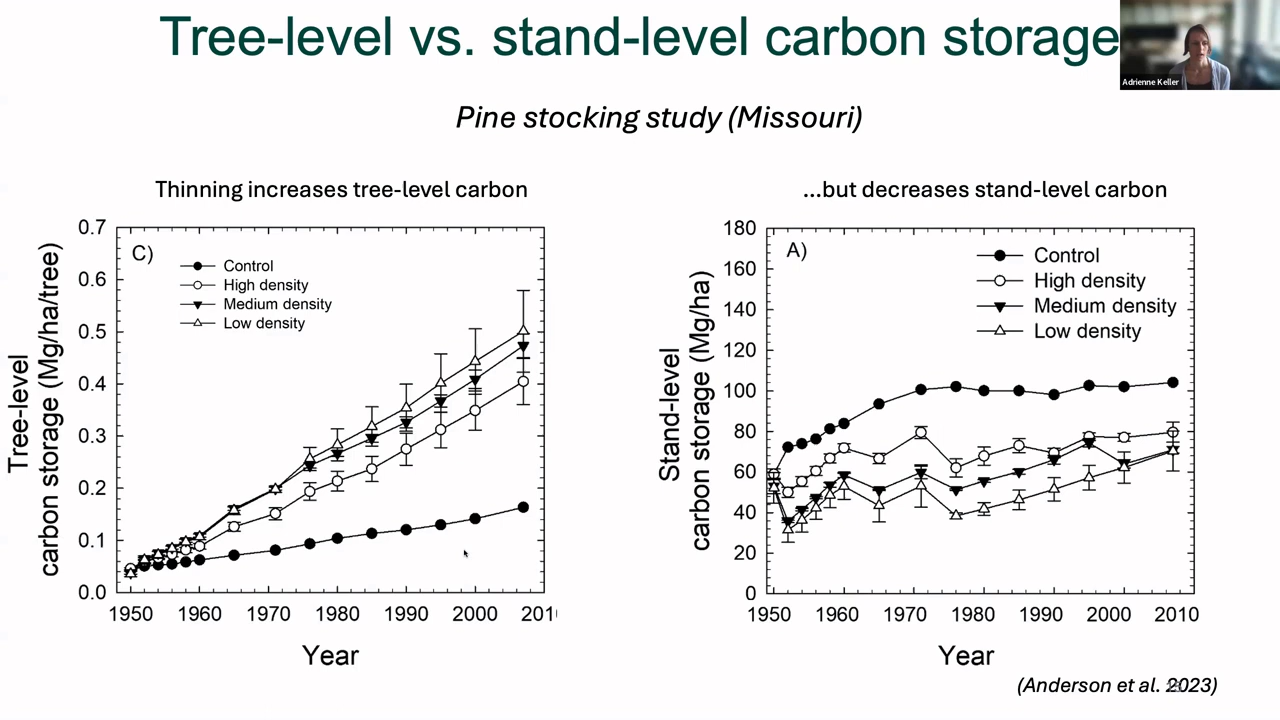 Tree-level vs. stand-level carbon storage
Adrienne Keller
Pine stocking study (Missouri)
Thinning increases tree-level carbon
C)
Control
High density
Medium density
Low density
Tree-level
carbon storage (Mg/ha/tree)
0.7
0.6
0.5
0.4
0.3
0.2
0.1
0.0
1950 1960 1970 1980 1990 2000 201
Year
...but decreases stand-level carbon
A)
Control
High density
Medium density
Low density
Stand-level
carbon storage (Mg/ha)
180
160
140
120
100
80
60
40
20
0
1950 1960 1970 1980 1990 2000 2010
Year
(Anderson et al. 2023)